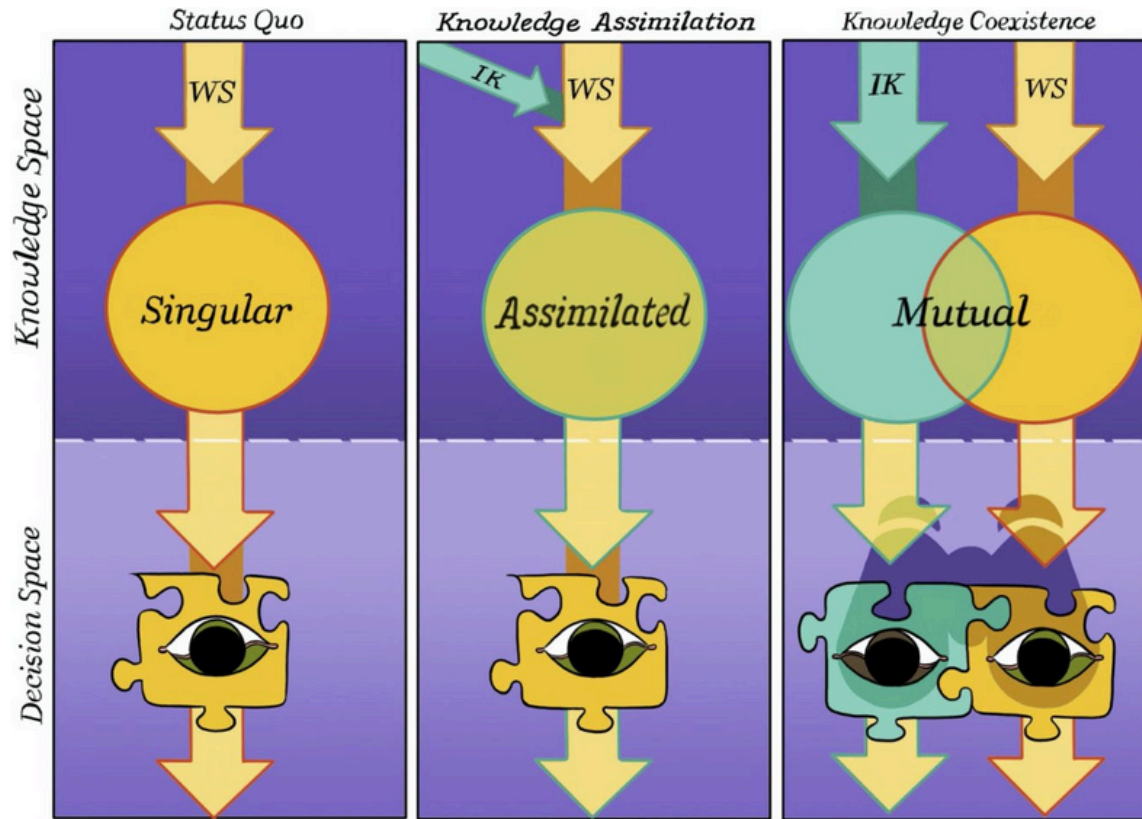 Status Quo
Knowledge Assimilation
Knowledge Coexistence
Knowledge Space
WS
IK
WS
IK
WS
Singular
Assimilated
Mutual
Decision Space